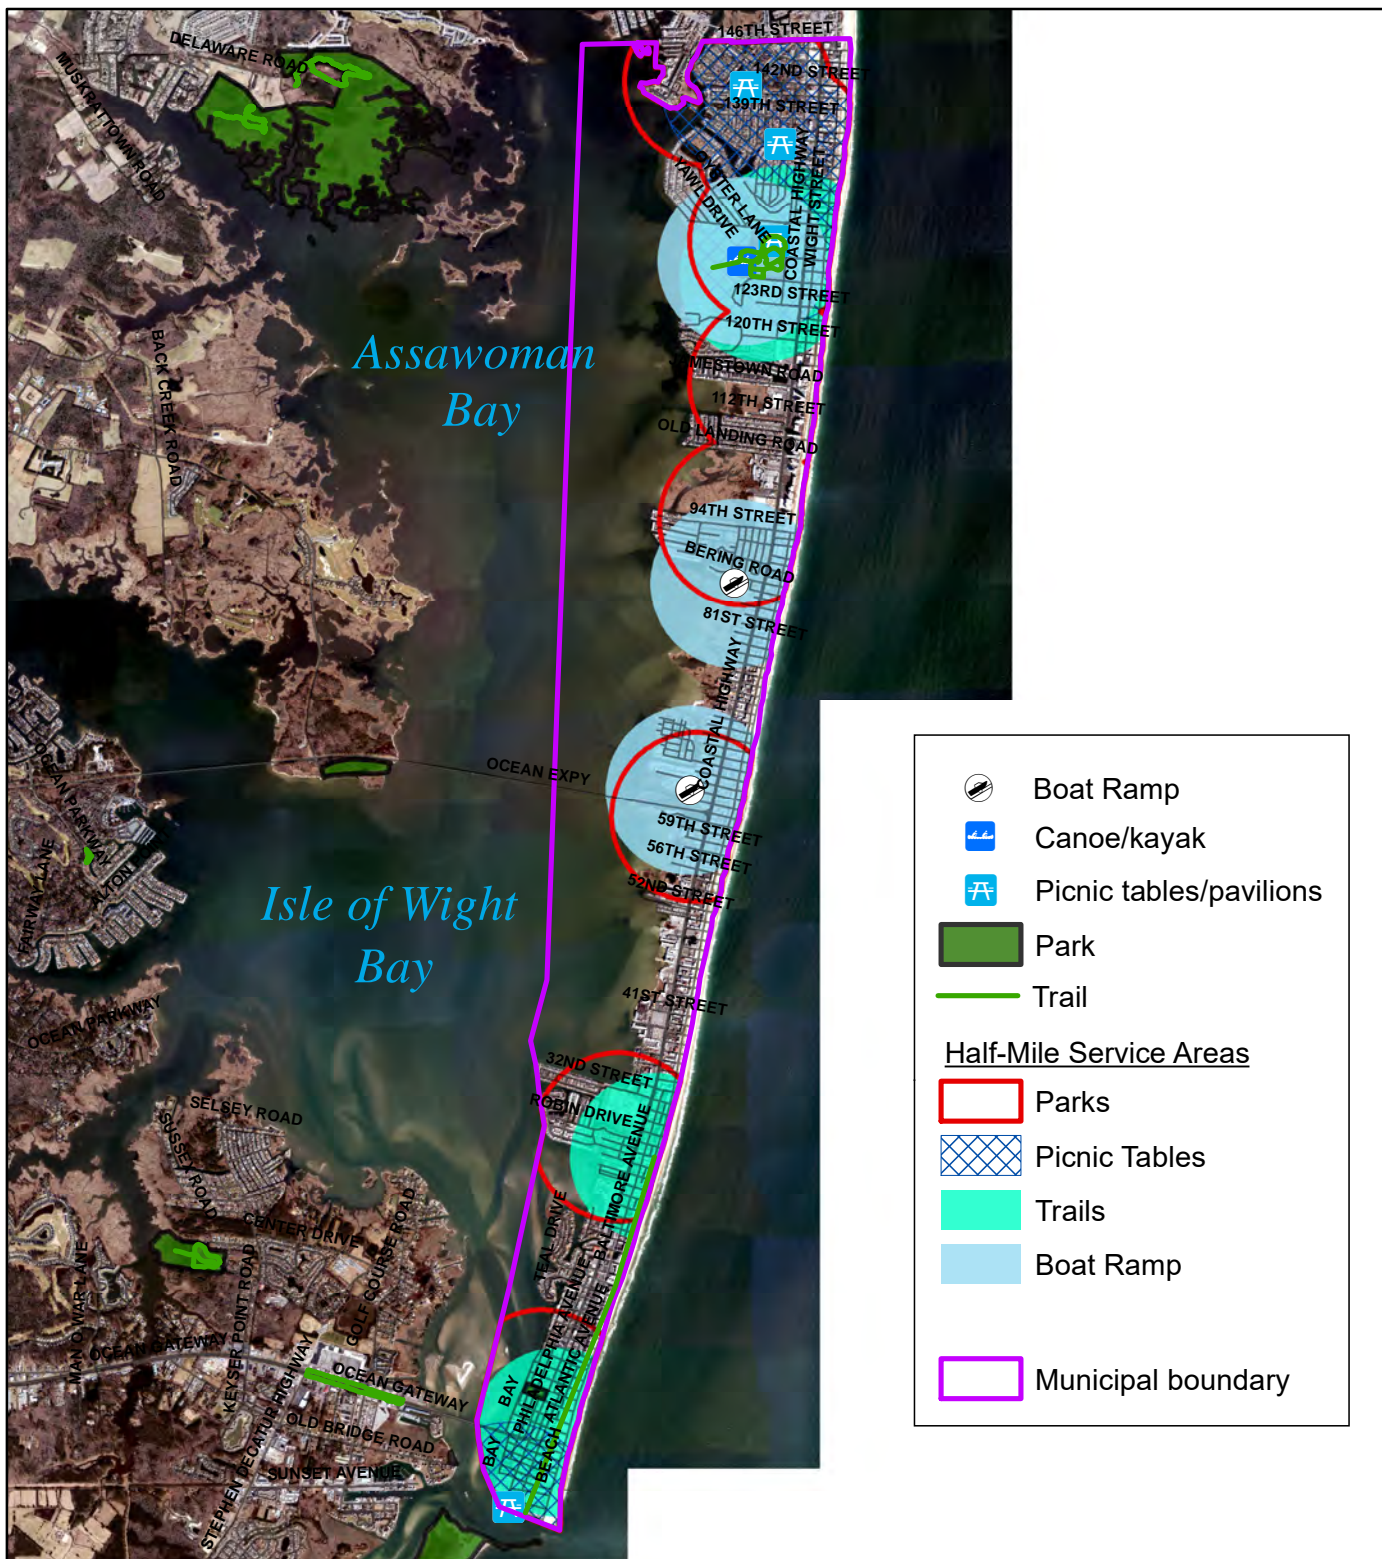 146TH STREET
DELAWARE ROAD
142ND STREET
MUSKRATTOWN ROAD
139TH STREET
COASTAL HIGHWAY
WIGHT STREET
OYSTER LANE
YAWL DRIVE
123RD STREET
120TH STREET
Assawoman
Bay
BACK CREEK ROAD
ROAD
112TH STREET
OLD LANDING ROAD
94TH STREET
BERING ROAD
81ST STREET
COASTAL HIGHWAY
OCEAN EXPY
OCEAN PARKWAY
59TH STREET
56TH STREET
FAIRWAY LANE
52ND STREET
Isle of Wight
Bay
41ST STREET
OCEAN PARKWAY
32ND STREET
ROBIN DRIVE
SELSEY ROAD
SUSSEX ROAD
BALTIMORE AVENUE
TEAL DRIVE
CENTER DRIVE
GOLF COURSE ROAD
MAN O WAR LANE
KEYSER POINT ROAD
OCEAN GATEWAY
PHILADELPHIA AVENUE
BEACH ATLANTIC AVENUE
BAY
OCEAN GATEWAY
STEPHEN DECATUR HIGHWAY
OLD BRIDGE ROAD
BAY
SUNSET AVENUE
Boat Ramp
Canoe/kayak
Picnic tables/pavilions
Park
Trail
Half-Mile Service Areas
Parks
Picnic Tables
Trails
Boat Ramp
Municipal boundary